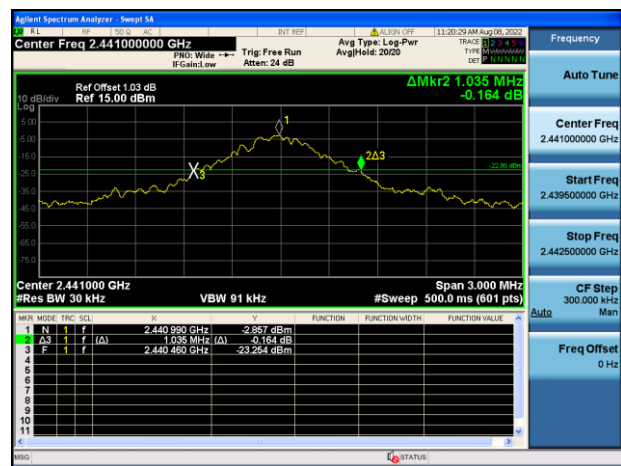 Agilent Spectrum Analyzer - Swept SA
RL RF 50 Ω AC INT REF ALIGN OFF 11:20:29 AM Aug 08, 2022
Center Freq 2.441000000 GHz
PNO: Wide Trig: Free Run
IFGain:Low Atten: 24 dB
Avg Type: Log-Pwr
Avg|Hold: 20/20
TRACE 1 2 3 4 5 6
TYPE
DET P N N N N N
Frequency
ΔMkr2 1.035 MHz
-0.164 dB
Ref Offset 1.03 dB
10 dB/div Ref 15.00 dBm
Log
5.00
-5.00
-15.0
-25.0
-35.0
-45.0
-55.0
-65.0
-75.0
1
2Δ3
3
-22.86 dBm
Center 2.441000 GHz Span 3.000 MHz
#Res BW 30 kHz VBW 91 kHz #Sweep 500.0 ms (601 pts)
MKR MODE TRC SCL X Y FUNCTION FUNCTION WIDTH FUNCTION VALUE
1 N 1 f 2.440 990 GHz -2.857 dBm
2 Δ3 1 f (Δ) 1.035 MHz (Δ) -0.164 dB
3 F 1 f 2.440 460 GHz -23.254 dBm
4
5
6
7
8
9
10
11
MSG STATUS
Auto Tune
Center Freq
2.441000000 GHz
Start Freq
2.439500000 GHz
Stop Freq
2.442500000 GHz
CF Step
300.000 kHz
Auto Man
Freq Offset
0 Hz